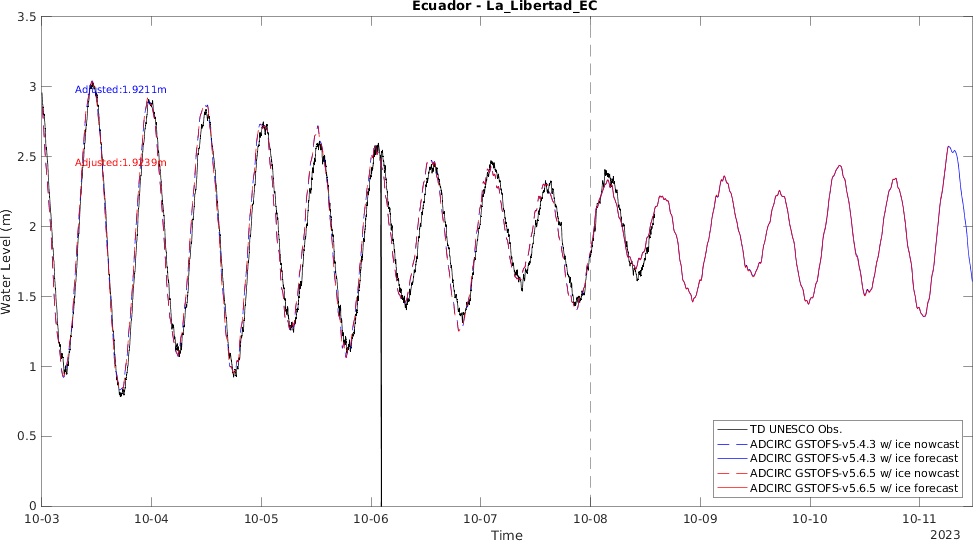 Ecuador - La_Libertad_EC
3.5
3
2.5
2
1.5
1
0.5
0
Water Level (m)
Adjusted:1.9211m
Adjusted:1.9239m
TD UNESCO Obs.
ADCIRC GSTOFS-v5.4.3 w/ ice nowcast
ADCIRC GSTOFS-v5.4.3 w/ ice forecast
ADCIRC GSTOFS-v5.6.5 w/ ice nowcast
ADCIRC GSTOFS-v5.6.5 w/ ice forecast
10-03 10-04 10-05 10-06 10-07 10-08 10-09 10-10 10-11
Time
2023